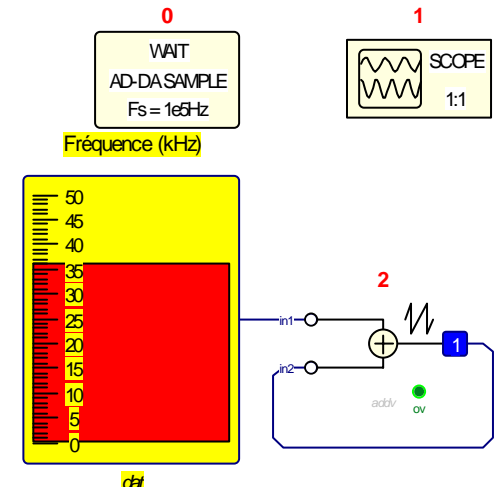 0
1
WAIT
AD-DA SAMPLE
Fs = 1e5Hz
SCOPE
1:1
Fréquence (kHz)
50
45
40
35
30
25
20
15
10
5
0
2
in1
in2
1
addv
ov
daf